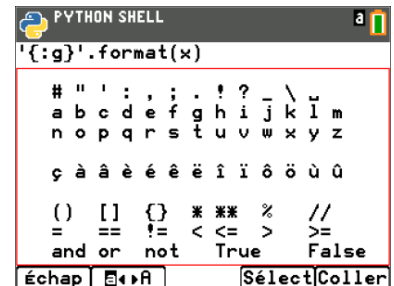 PYTHON SHELL a
'{:g}'.format(x)
# " ' : , ; . ! ? _ \ ␣
a b c d e f g h i j k l m
n o p q r s t u v w x y z
ç à â è é ê ë î ï ô ö ù û
() [] {} * ** % //
= == != < <= > >=
and or not True False
échap a◂▸A Sélect Coller